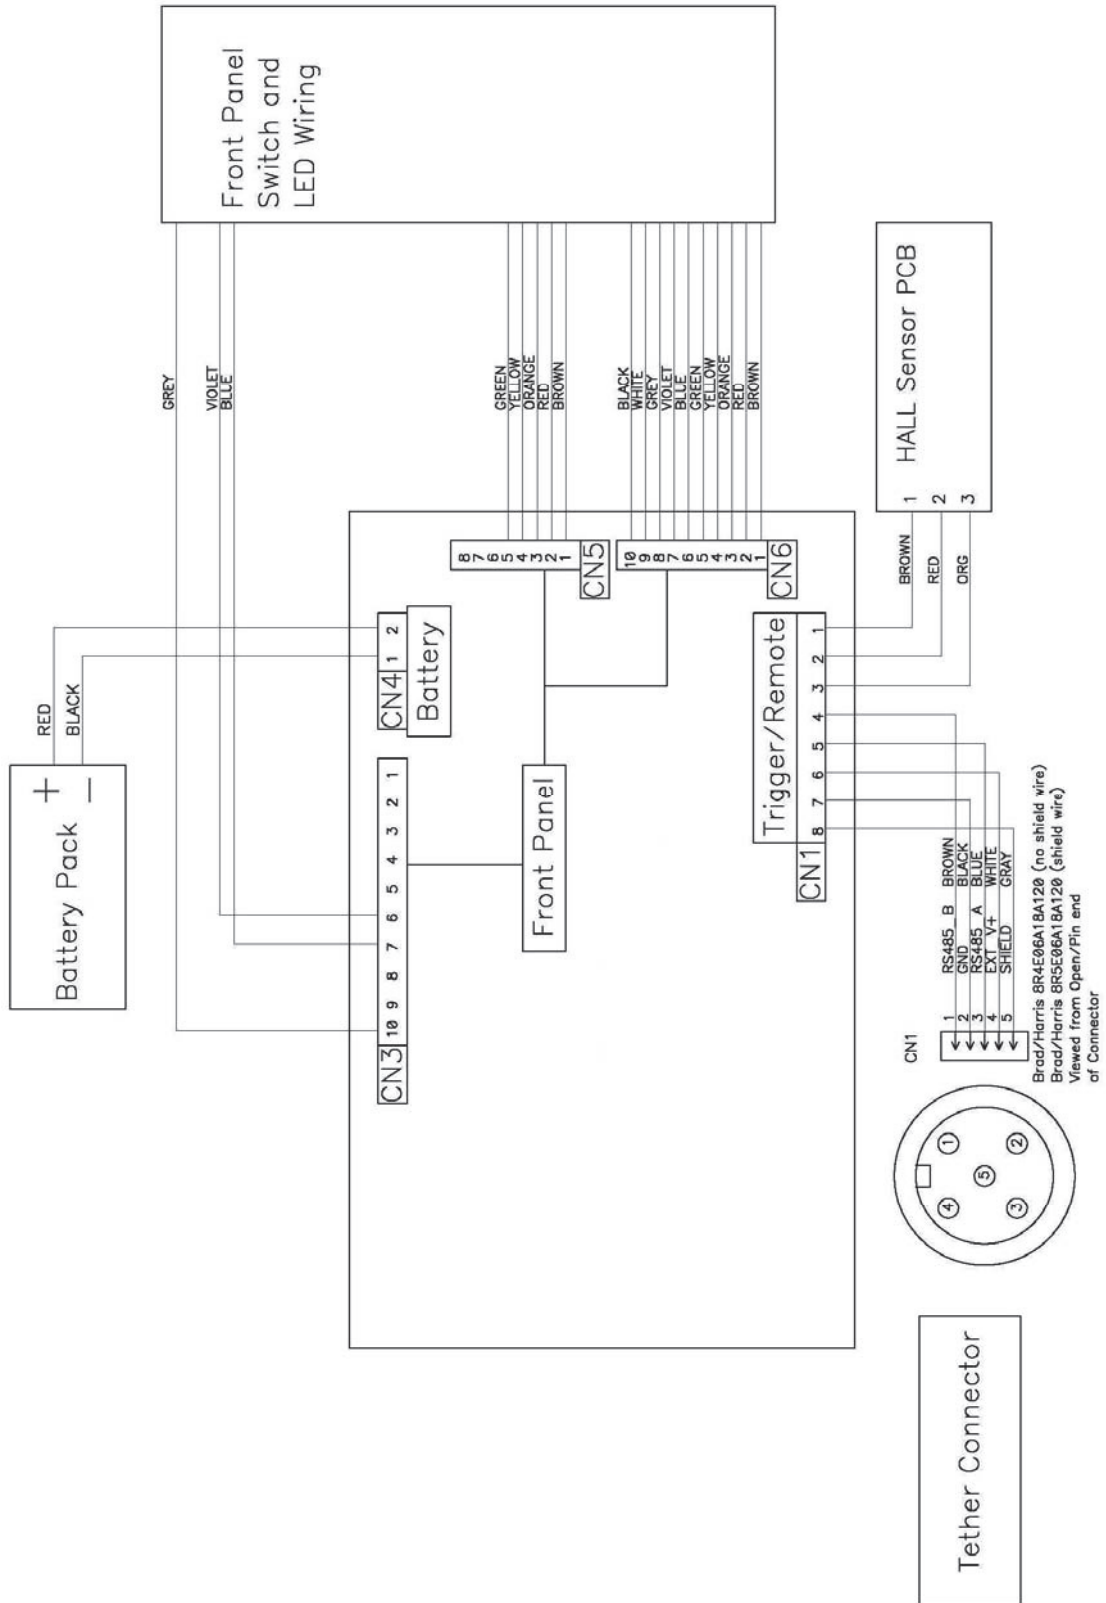 Battery Pack
+
−
RED
BLACK
GREY
VIOLET
BLUE
Front Panel
Switch and
LED Wiring
GREEN
YELLOW
ORANGE
RED
BROWN
BLACK
WHITE
GREY
VIOLET
BLUE
GREEN
YELLOW
ORANGE
RED
BROWN
CN3
10 9 8 7 6 5 4 3 2 1
CN4
1 2
Battery
Front Panel
8 7 6 5 4 3 2 1
CN5
10 9 8 7 6 5 4 3 2 1
CN6
Trigger/Remote
CN1
8 7 6 5 4 3 2 1
BROWN
RED
ORG
1
2
3
HALL Sensor PCB
Tether Connector
1
2
3
4
5
CN1
1 RS485_B BROWN
2 GND BLACK
3 RS485_A BLUE
4 EXT V+ WHITE
5 SHIELD GRAY
Brad/Harris 8R4E06A18A120 (no shield wire)
Brad/Harris 8R5E06A18A120 (shield wire)
Viewed from Open/Pin end
of Connector